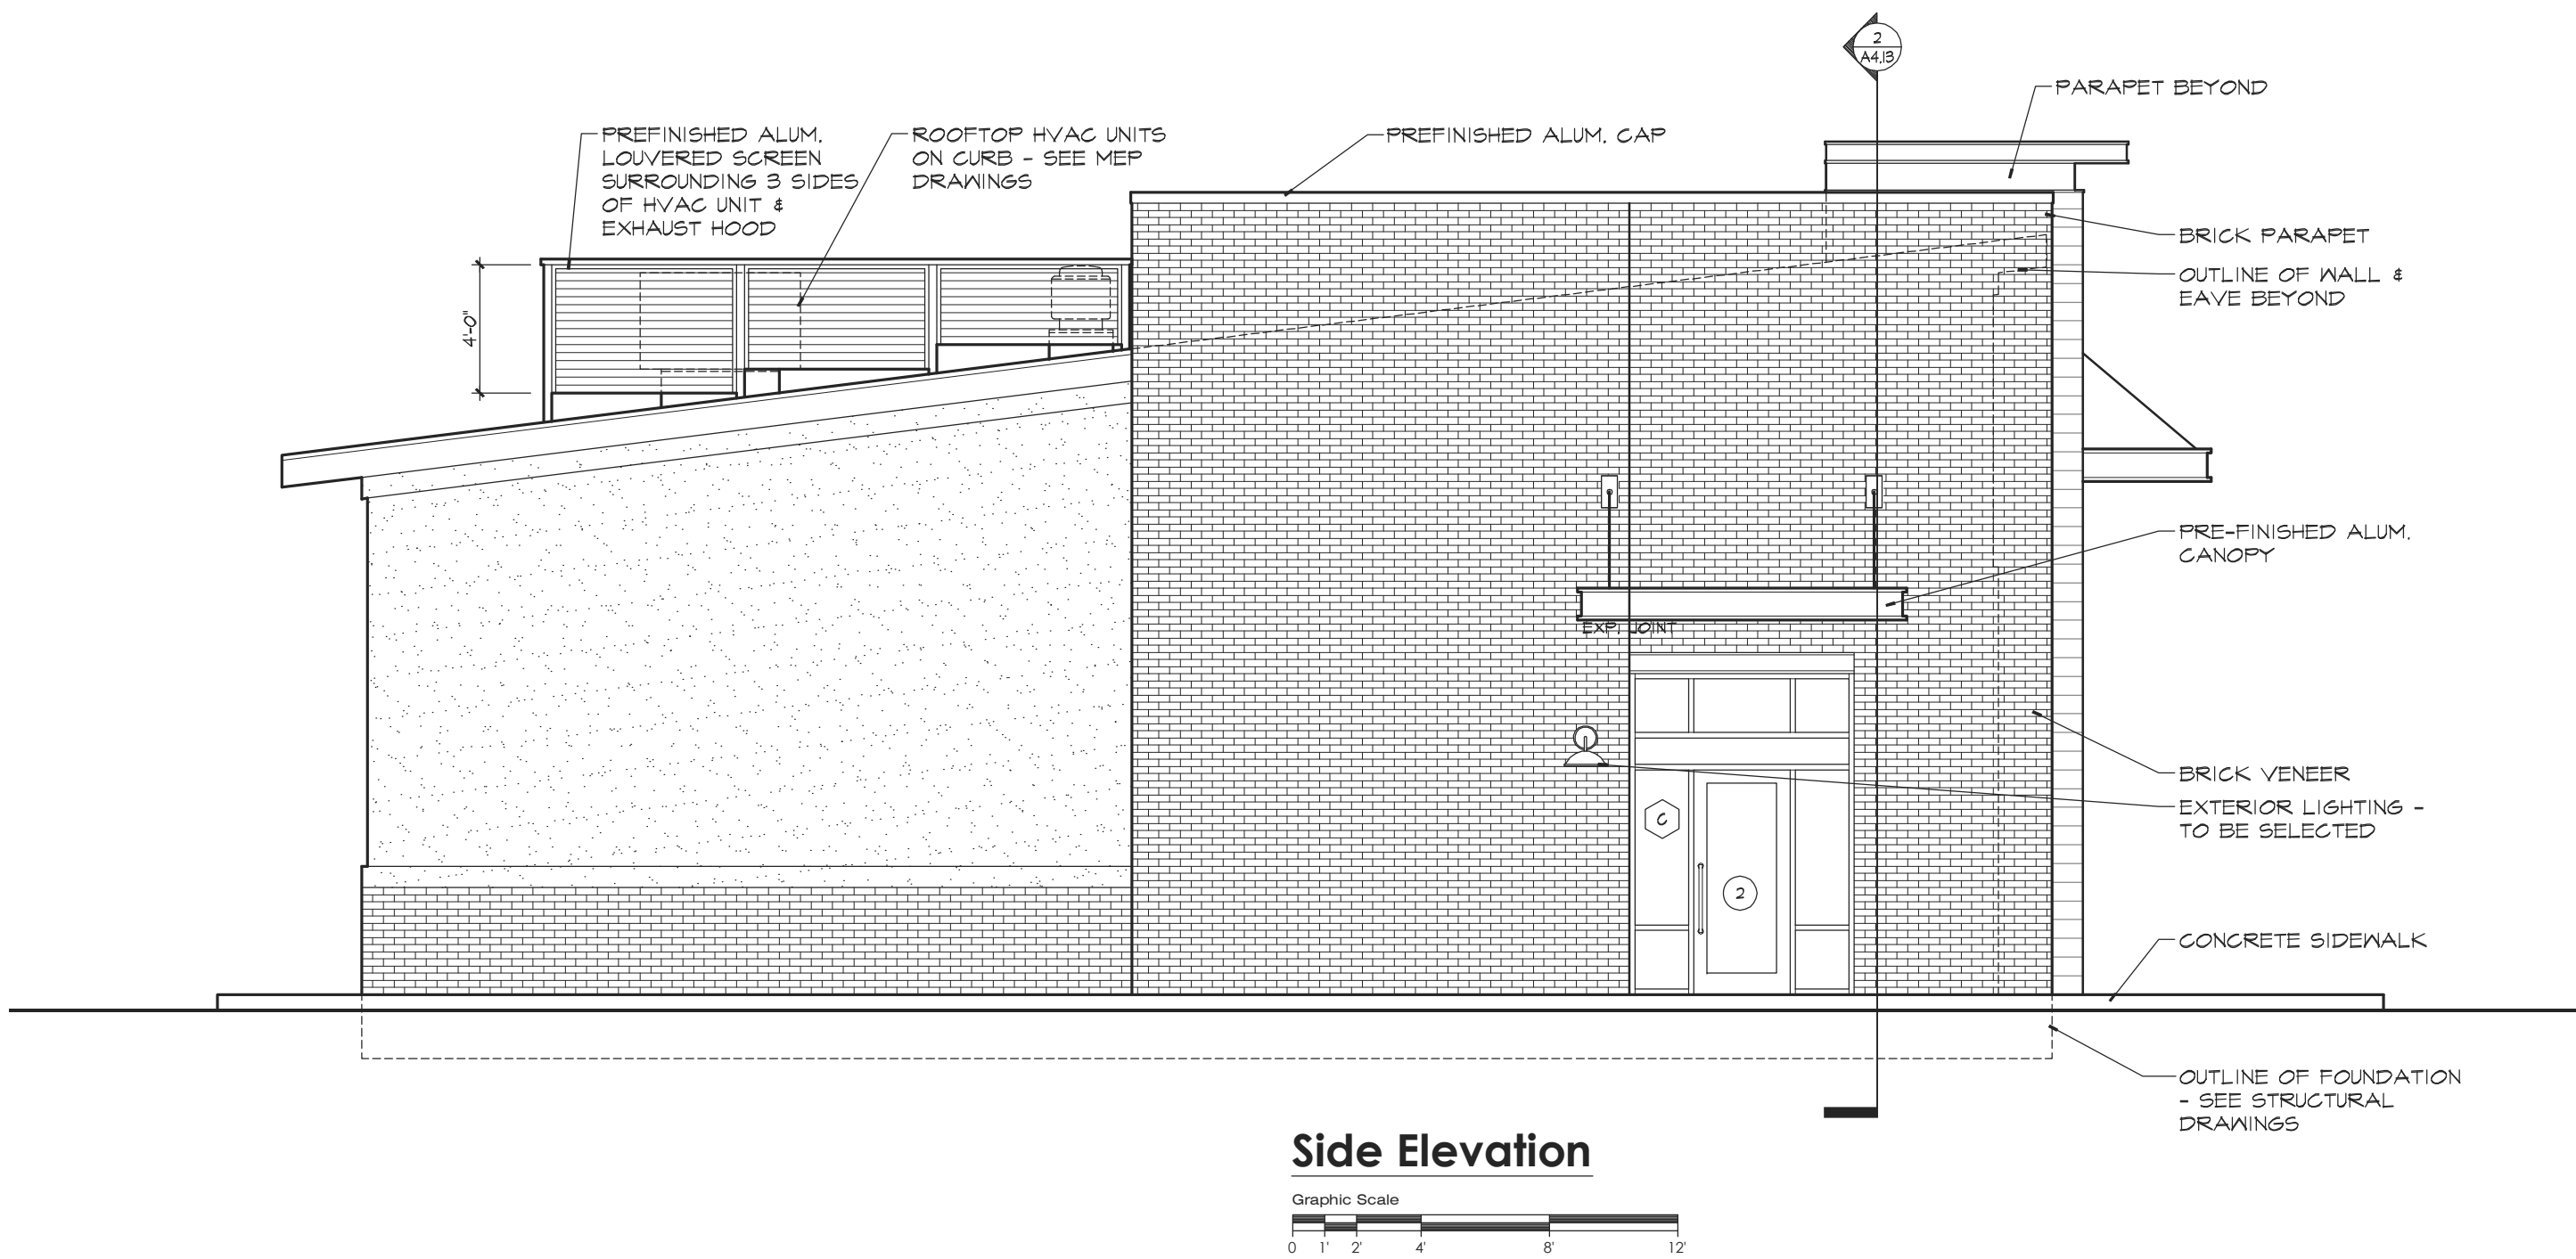 2
A4.13
PARAPET BEYOND
PREFINISHED ALUM.
LOUVERED SCREEN
SURROUNDING 3 SIDES
OF HVAC UNIT &
EXHAUST HOOD
ROOFTOP HVAC UNITS
ON CURB - SEE MEP
DRAWINGS
PREFINISHED ALUM. CAP
BRICK PARAPET
OUTLINE OF WALL &
EAVE BEYOND
4'-0"
PRE-FINISHED ALUM.
CANOPY
EXP. JOINT
BRICK VENEER
EXTERIOR LIGHTING -
TO BE SELECTED
C
2
CONCRETE SIDEWALK
OUTLINE OF FOUNDATION
- SEE STRUCTURAL
DRAWINGS
Side Elevation
Graphic Scale
0 1' 2' 4' 8' 12'